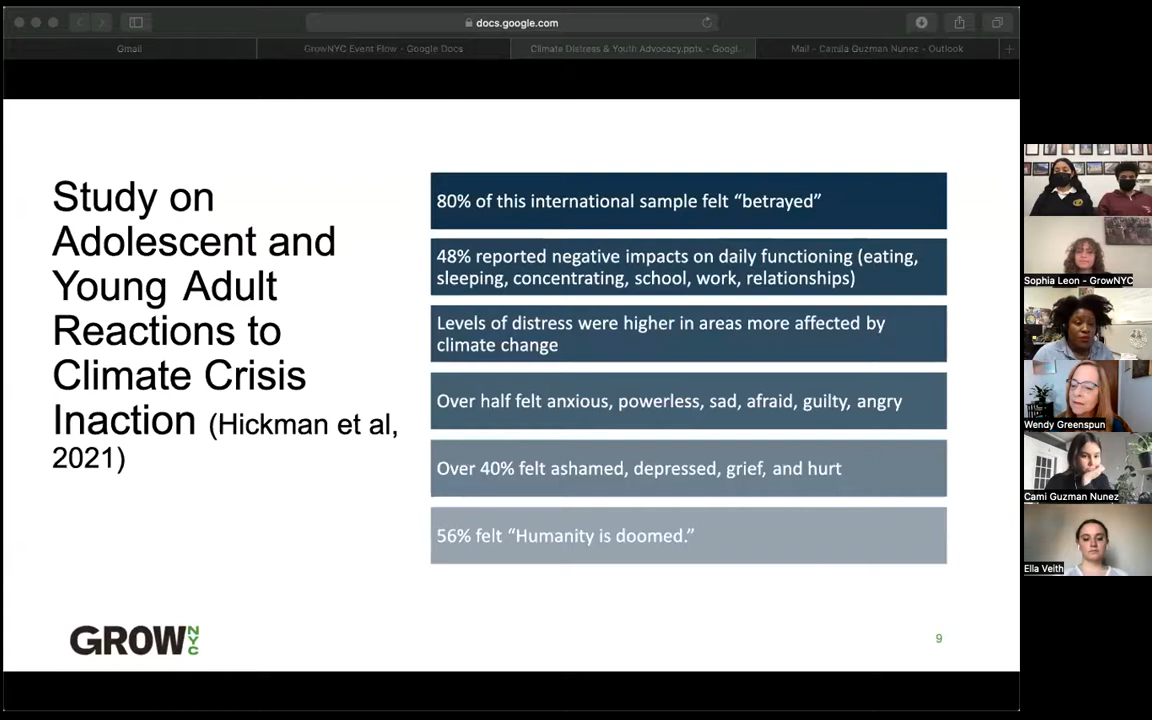 docs.google.com
Gmail
GrowNYC Event Flow - Google Docs
Climate Distress & Youth Advocacy.pptx - Googl...
Mail - Camila Guzman Nunez - Outlook
Study on
Adolescent and
Young Adult
Reactions to
Climate Crisis
Inaction (Hickman et al,
2021)
80% of this international sample felt “betrayed”
48% reported negative impacts on daily functioning (eating,
sleeping, concentrating, school, work, relationships)
Levels of distress were higher in areas more affected by
climate change
Over half felt anxious, powerless, sad, afraid, guilty, angry
Over 40% felt ashamed, depressed, grief, and hurt
56% felt “Humanity is doomed.”
GROWNYC
9
Sophia Leon - GrowNYC
Wendy Greenspun
Cami Guzman Nunez
Ella Veith